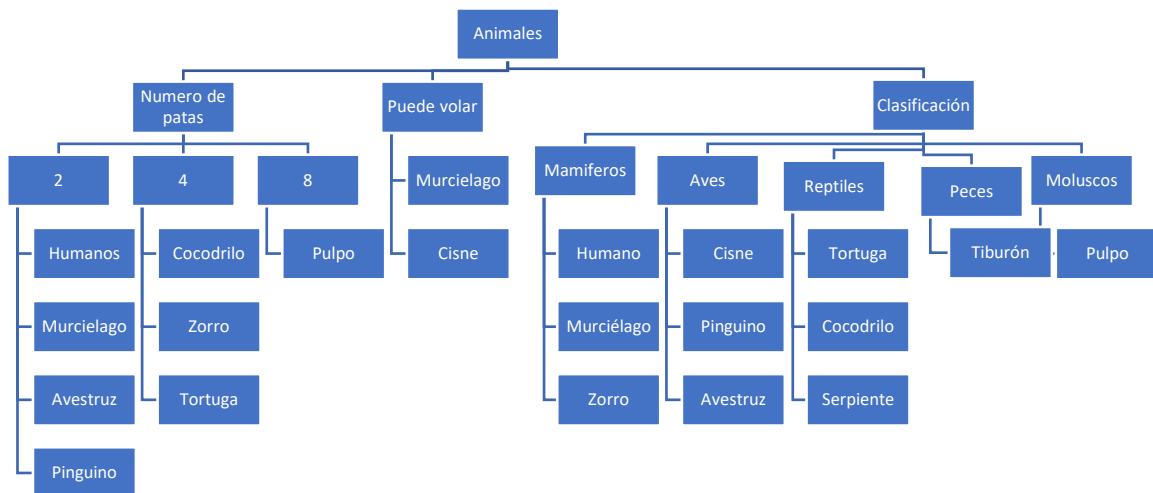 Animales
Numero de
patas
Puede volar
Clasificación
2
4
8
Murcielago
Cisne
Mamiferos
Aves
Reptiles
Peces
Moluscos
Humanos
Cocodrilo
Pulpo
Humano
Cisne
Tortuga
Tiburón
Pulpo
Murcielago
Zorro
Murciélago
Pinguino
Cocodrilo
Avestruz
Tortuga
Zorro
Avestruz
Serpiente
Pinguino